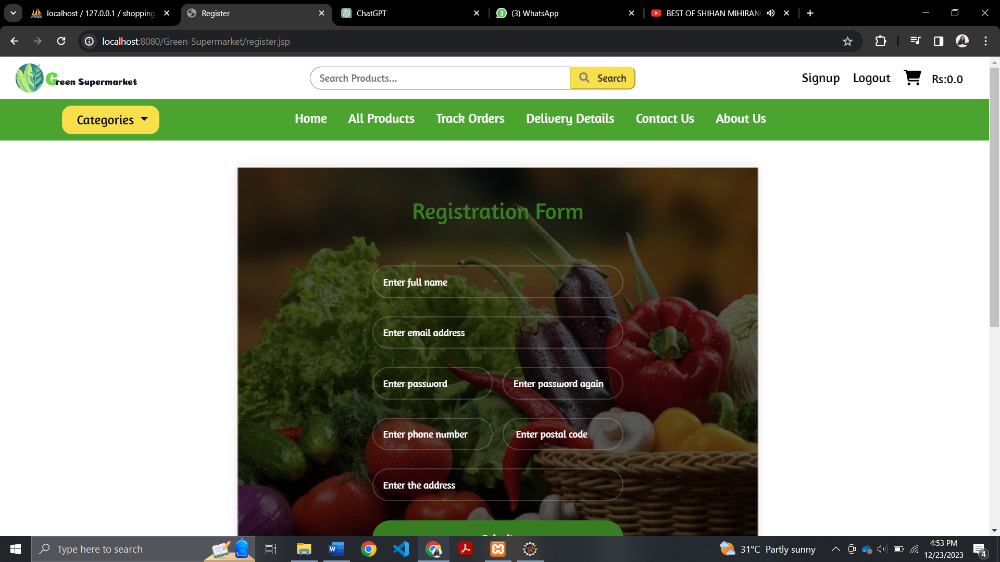 localhost / 127.0.0.1 / shopping
Register
ChatGPT
(3) WhatsApp
BEST OF SHIHAN MIHIRAN
localhost:8080/Green-Supermarket/register.jsp
Green Supermarket
Search Products...
Search
Signup
Logout
Rs:0.0
Categories
Home
All Products
Track Orders
Delivery Details
Contact Us
About Us
Registration Form
Enter full name
Enter email address
Enter password
Enter password again
Enter phone number
Enter postal code
Enter the address
Submit
Type here to search
31°C Partly sunny
4:53 PM
12/23/2023
4